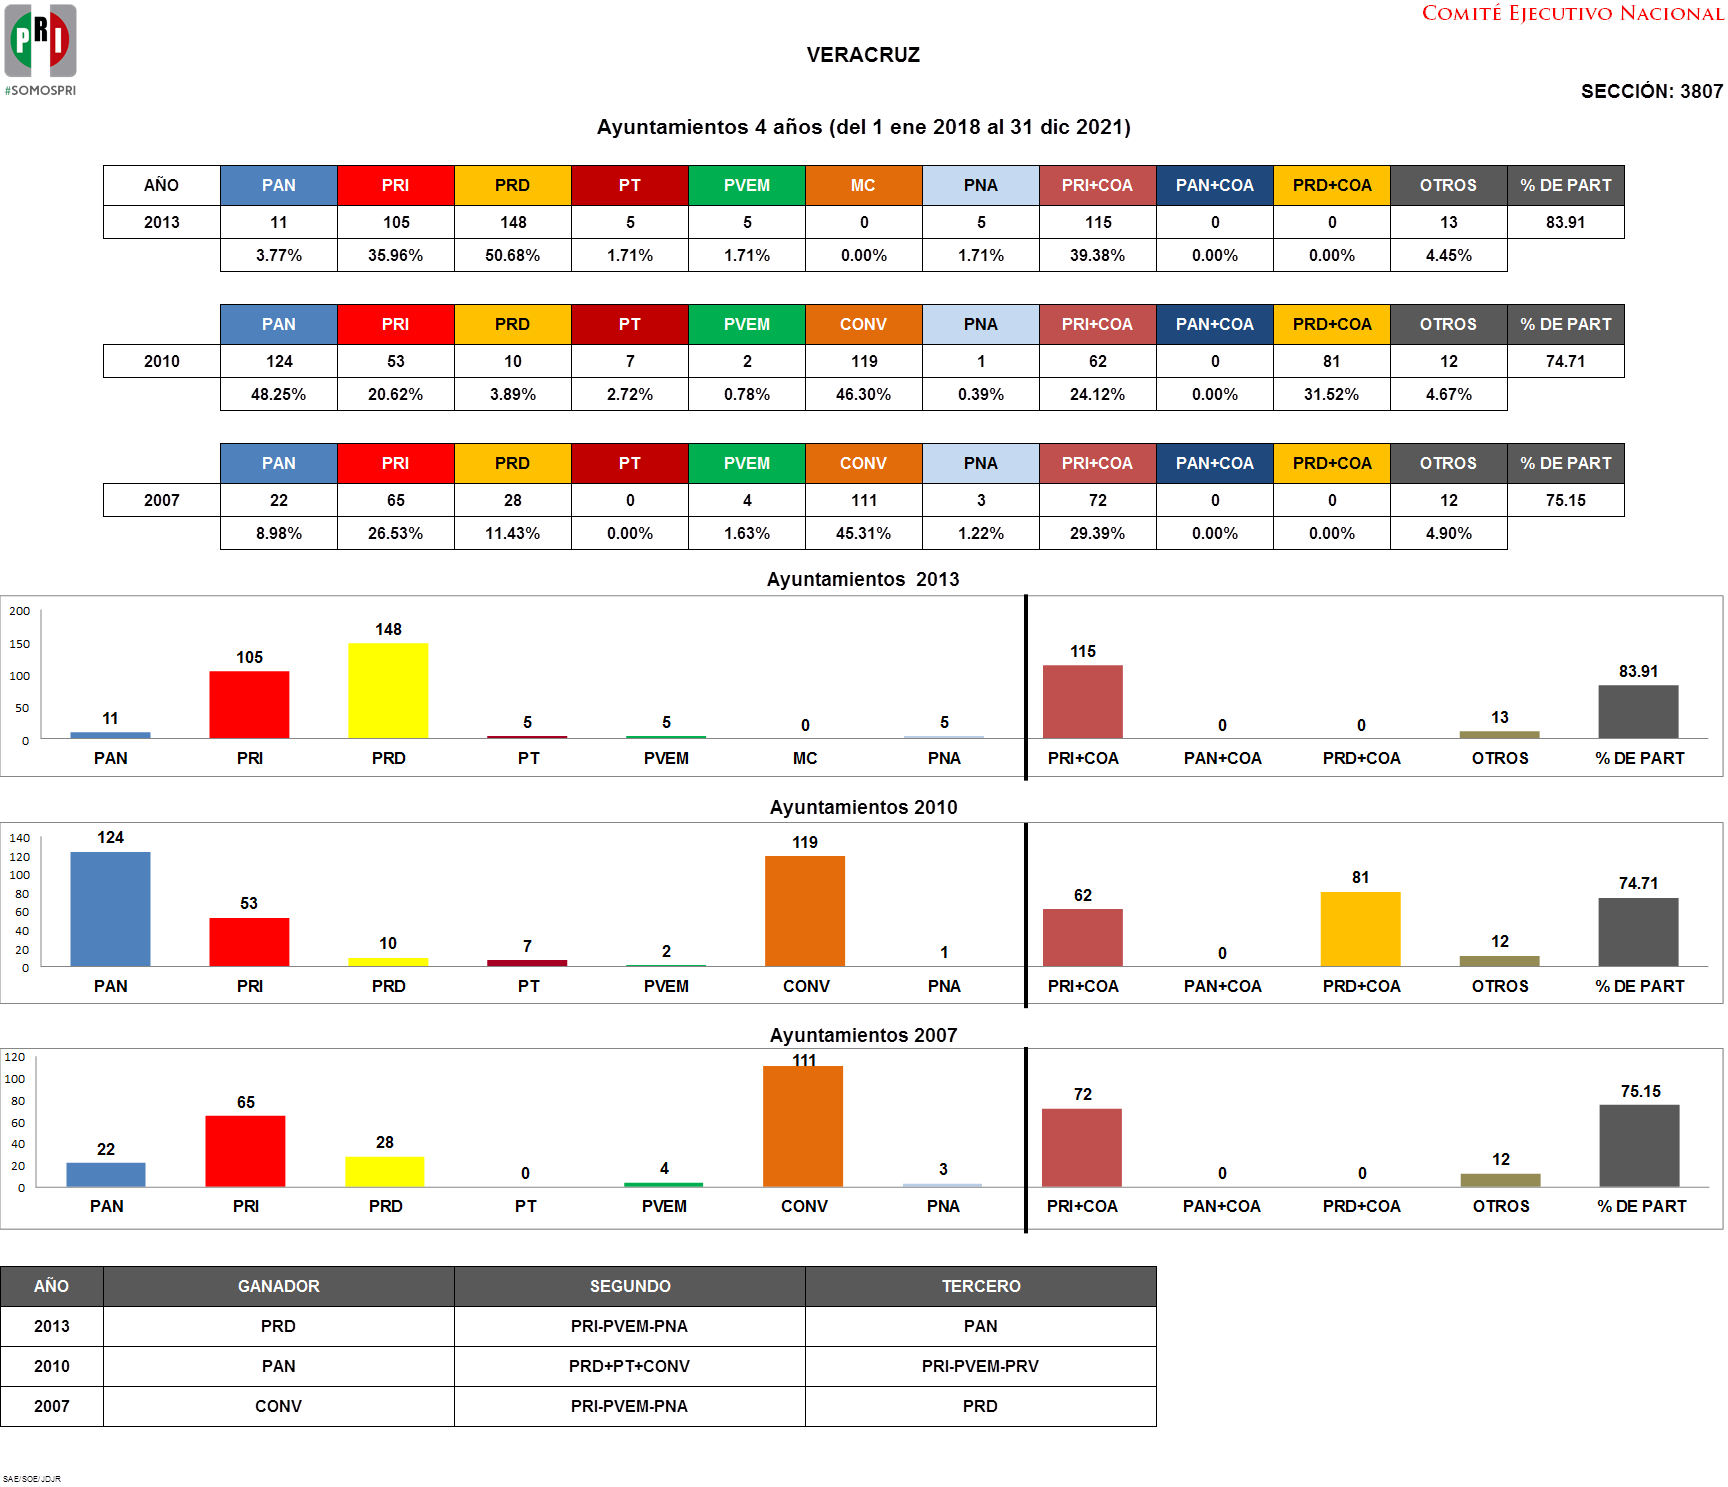 PRI
#SOMOSPRI
COMITÉ EJECUTIVO NACIONAL
VERACRUZ
SECCIÓN: 3807
Ayuntamientos 4 años (del 1 ene 2018 al 31 dic 2021)
AÑO PAN PRI PRD PT PVEM MC PNA PRI+COA PAN+COA PRD+COA OTROS % DE PART
2013 11 105 148 5 5 0 5 115 0 0 13 83.91
3.77% 35.96% 50.68% 1.71% 1.71% 0.00% 1.71% 39.38% 0.00% 0.00% 4.45%
PAN PRI PRD PT PVEM CONV PNA PRI+COA PAN+COA PRD+COA OTROS % DE PART
2010 124 53 10 7 2 119 1 62 0 81 12 74.71
48.25% 20.62% 3.89% 2.72% 0.78% 46.30% 0.39% 24.12% 0.00% 31.52% 4.67%
PAN PRI PRD PT PVEM CONV PNA PRI+COA PAN+COA PRD+COA OTROS % DE PART
2007 22 65 28 0 4 111 3 72 0 0 12 75.15
8.98% 26.53% 11.43% 0.00% 1.63% 45.31% 1.22% 29.39% 0.00% 0.00% 4.90%
Ayuntamientos 2013
200
150
100
50
0
11 105 148 5 5 0 5 115 0 0 13 83.91
PAN PRI PRD PT PVEM MC PNA PRI+COA PAN+COA PRD+COA OTROS % DE PART
Ayuntamientos 2010
140
120
100
80
60
40
20
0
124 53 10 7 2 119 1 62 0 81 12 74.71
PAN PRI PRD PT PVEM CONV PNA PRI+COA PAN+COA PRD+COA OTROS % DE PART
Ayuntamientos 2007
120
100
80
60
40
20
0
22 65 28 0 4 111 3 72 0 0 12 75.15
PAN PRI PRD PT PVEM CONV PNA PRI+COA PAN+COA PRD+COA OTROS % DE PART
AÑO GANADOR SEGUNDO TERCERO
2013 PRD PRI-PVEM-PNA PAN
2010 PAN PRD+PT+CONV PRI-PVEM-PRV
2007 CONV PRI-PVEM-PNA PRD
SAE/SOE/JDJR